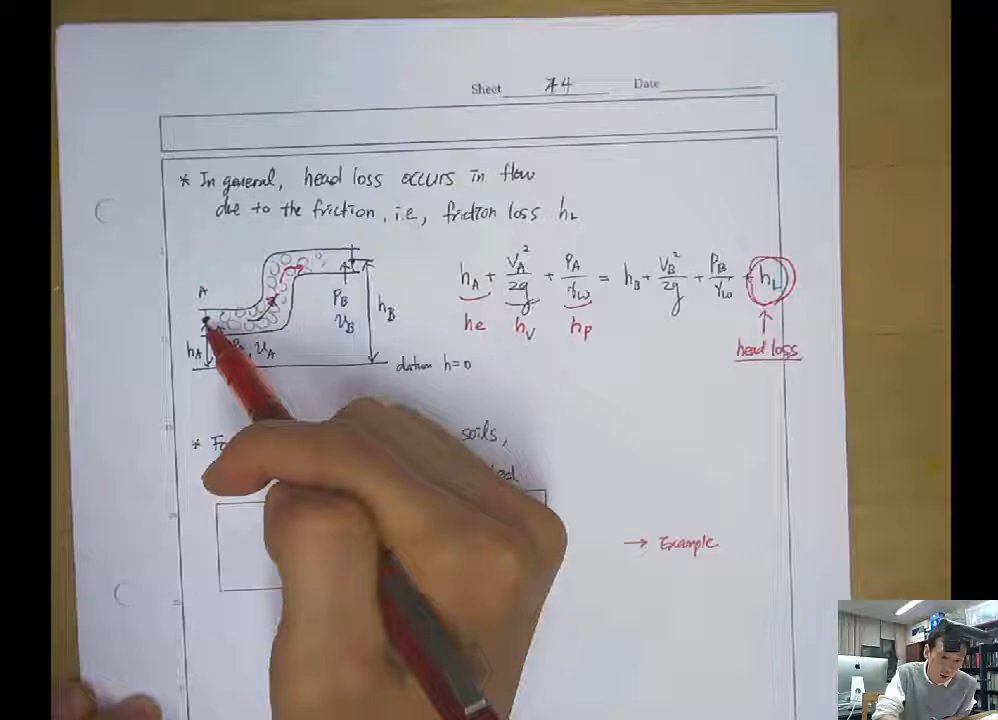 Sheet 74 Date
* In general, head loss occurs in flow
due to the friction, i.e, friction loss hL
A
hA
, vA
PB
vB
hB
datum h=0
hA + vA²/2g + PA/γw = hB + vB²/2g + PB/γw + hL
he hv hp
head loss
* Fo soils,
→ Example